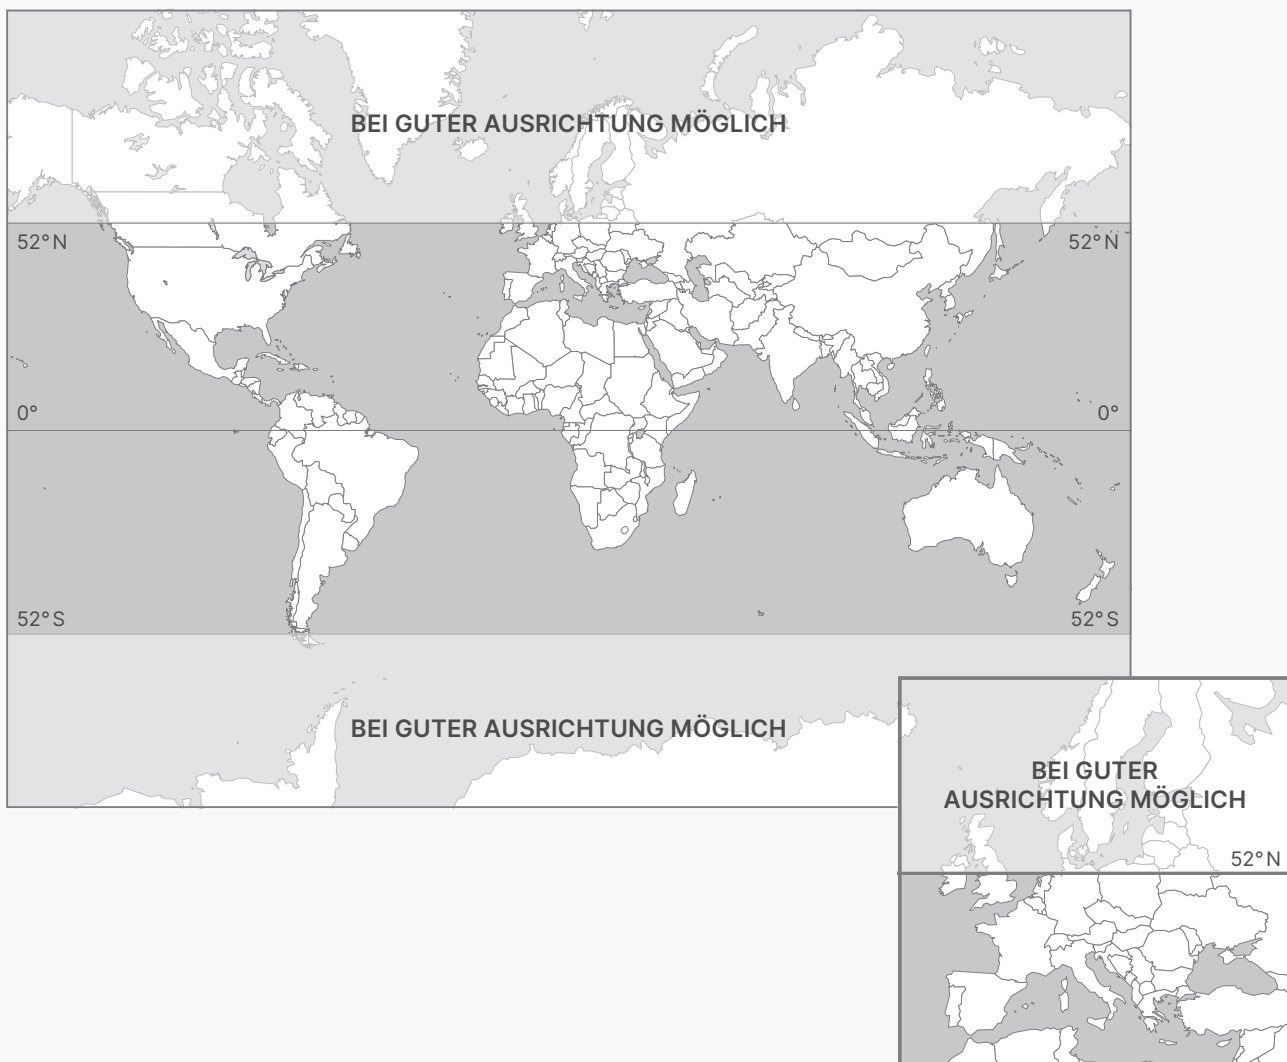 BEI GUTER AUSRICHTUNG MÖGLICH
52°N
52°N
0°
0°
52°S
52°S
BEI GUTER AUSRICHTUNG MÖGLICH
BEI GUTER
AUSRICHTUNG MÖGLICH
52°N